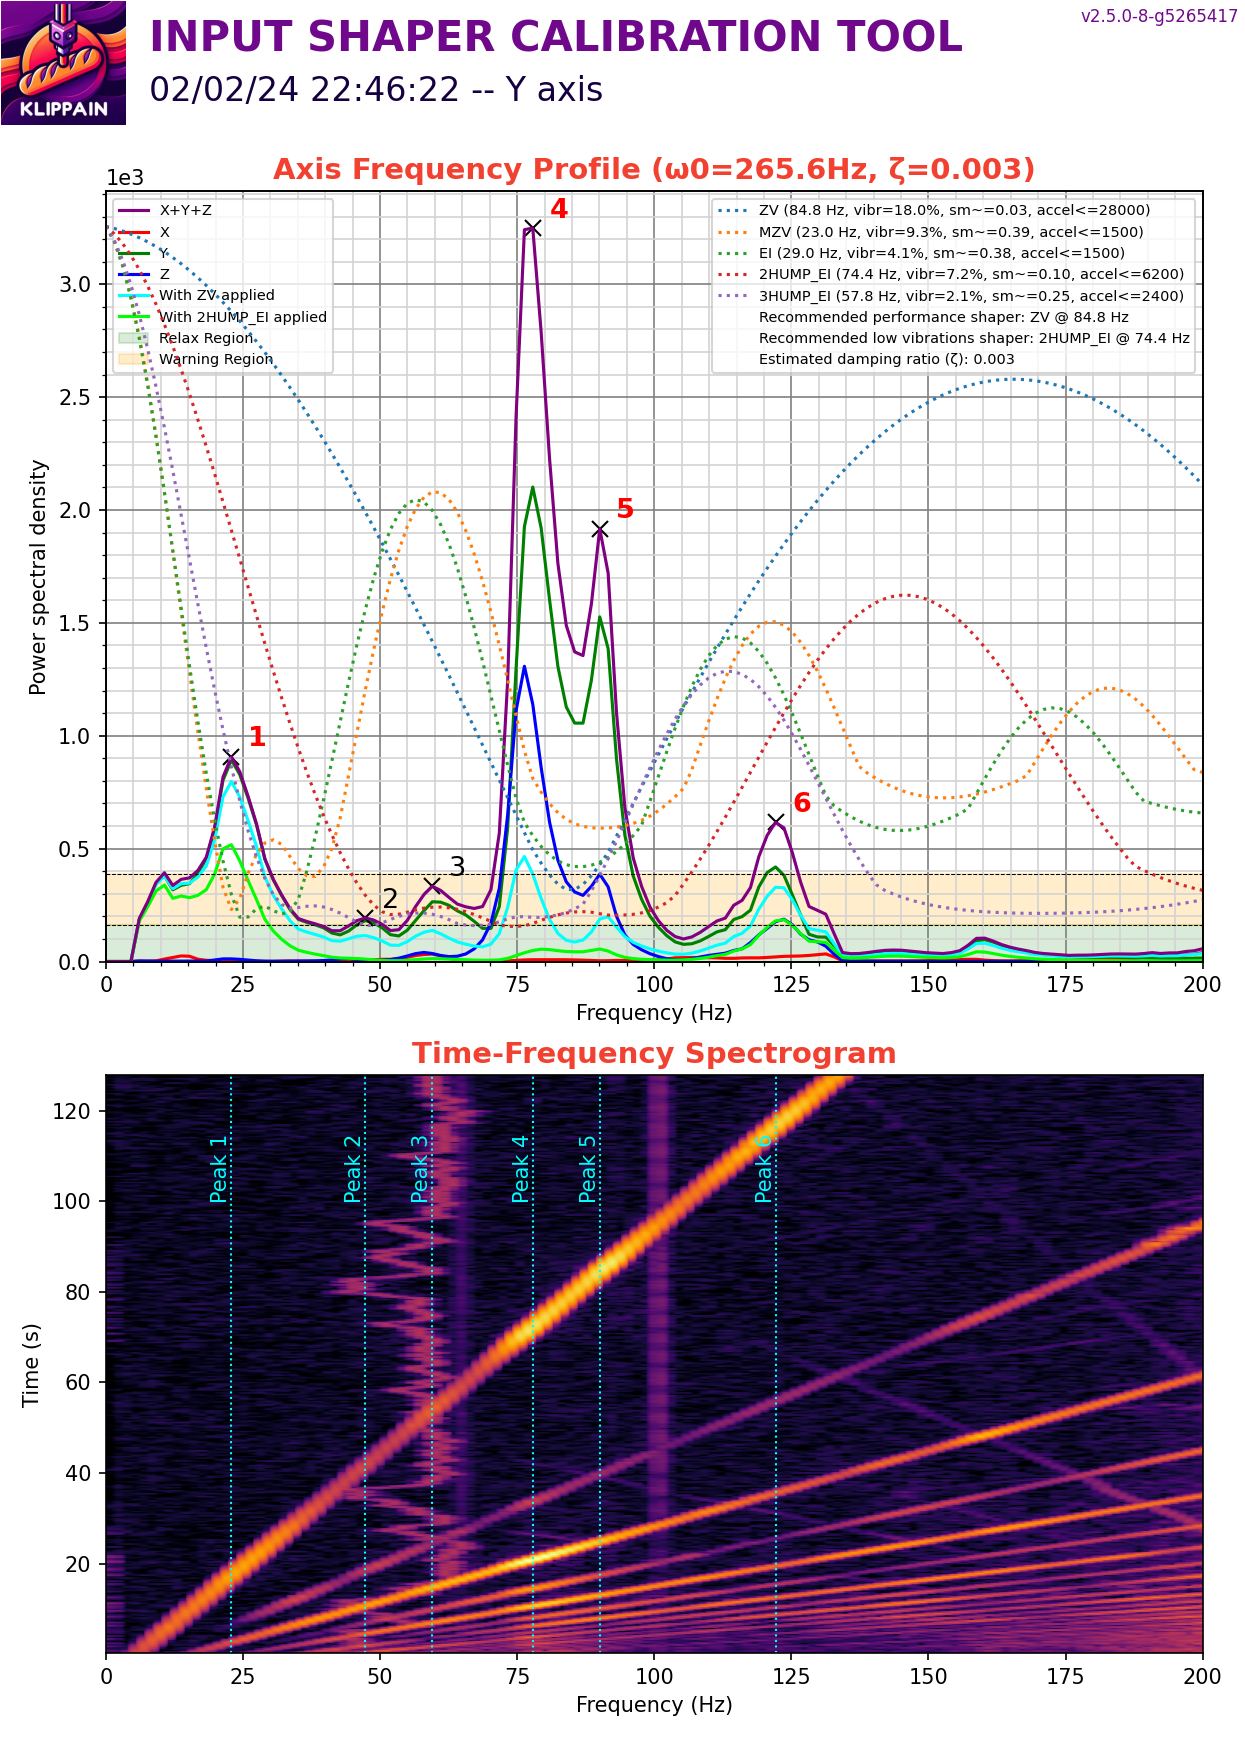 v2.5.0-8-g5265417
INPUT SHAPER CALIBRATION TOOL
02/02/24 22:46:22 -- Y axis
KLIPPAIN
Axis Frequency Profile (ω0=265.6Hz, ζ=0.003)
1e3
X+Y+Z
X
Y
Z
With ZV applied
With 2HUMP_EI applied
Relax Region
Warning Region
ZV (84.8 Hz, vibr=18.0%, sm~=0.03, accel<=28000)
MZV (23.0 Hz, vibr=9.3%, sm~=0.39, accel<=1500)
EI (29.0 Hz, vibr=4.1%, sm~=0.38, accel<=1500)
2HUMP_EI (74.4 Hz, vibr=7.2%, sm~=0.10, accel<=6200)
3HUMP_EI (57.8 Hz, vibr=2.1%, sm~=0.25, accel<=2400)
Recommended performance shaper: ZV @ 84.8 Hz
Recommended low vibrations shaper: 2HUMP_EI @ 74.4 Hz
Estimated damping ratio (ζ): 0.003
Power spectral density
3.0
2.5
2.0
1.5
1.0
0.5
0.0
1
2
3
4
5
6
0 25 50 75 100 125 150 175 200
Frequency (Hz)
Time-Frequency Spectrogram
Time (s)
120
100
80
60
40
20
Peak 1
Peak 2
Peak 3
Peak 4
Peak 5
Peak 6
0 25 50 75 100 125 150 175 200
Frequency (Hz)